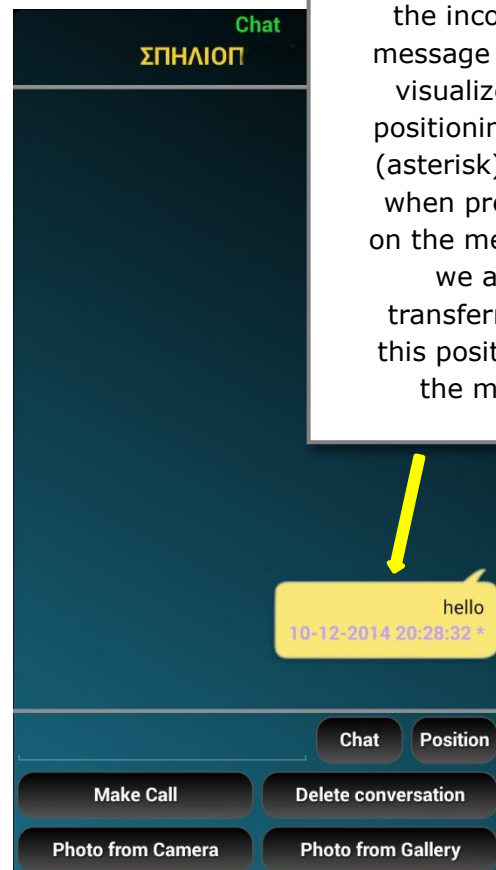 Chat
ΣΠΗΛΙΟΠ
the inco
message
visualize
positionin
(asterisk)
when pre
on the me
we a
transferr
this posit
the m
hello
10-12-2014 20:28:32 *
Chat Position
Make Call Delete conversation
Photo from Camera Photo from Gallery